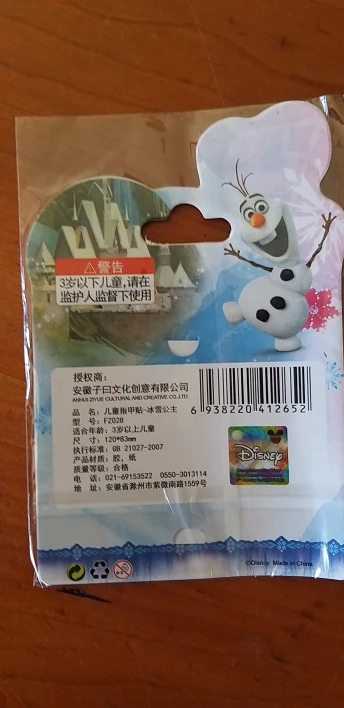 ⚠警告
3岁以下儿童,请在
监护人监督下使用
授权商：
安徽子曰文化创意有限公司
ANHUI ZIYUE CULTURAL AND CREATIVE CO.,LTD.
品 名：儿童指甲贴-冰雪公主
型 号：F2028
适合年龄：3岁以上儿童
尺 寸：120*83mm
执行标准：GB 21027-2007
产品材质：胶，纸
质量等级：合格
电 话：021-69153522 0550-3013114
地 址：安徽省滁州市紫薇南路1559号
6 938220 412652
Disney
©Disney Made in China